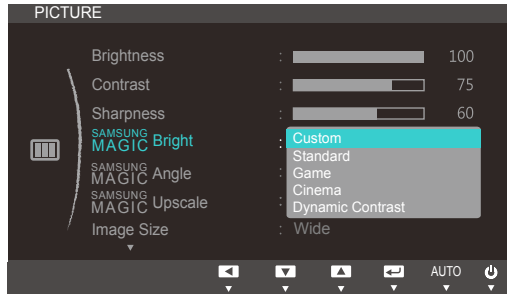 PICTURE
Brightness : 100
Contrast : 75
Sharpness : 60
SAMSUNG
MAGIC Bright :
Custom
Standard
Game
Cinema
Dynamic Contrast
SAMSUNG
MAGIC Angle :
SAMSUNG
MAGIC Upscale :
Image Size : Wide
AUTO